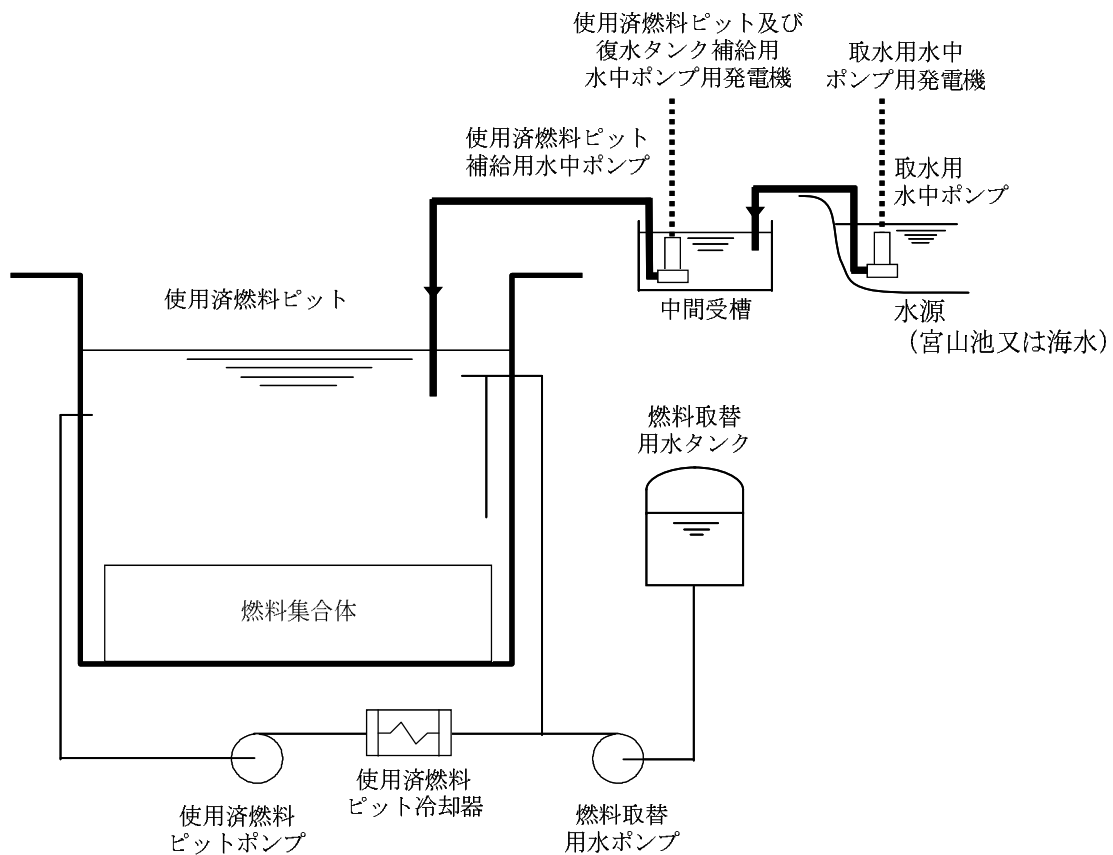 使用済燃料ピット及び
復水タンク補給用
水中ポンプ用発電機
取水用水中
ポンプ用発電機
使用済燃料ピット
補給用水中ポンプ
取水用
水中ポンプ
使用済燃料ピット
中間受槽
水源
（宮山池又は海水）
燃料取替
用水タンク
燃料集合体
使用済燃料
ピット冷却器
使用済燃料
ピットポンプ
燃料取替
用水ポンプ